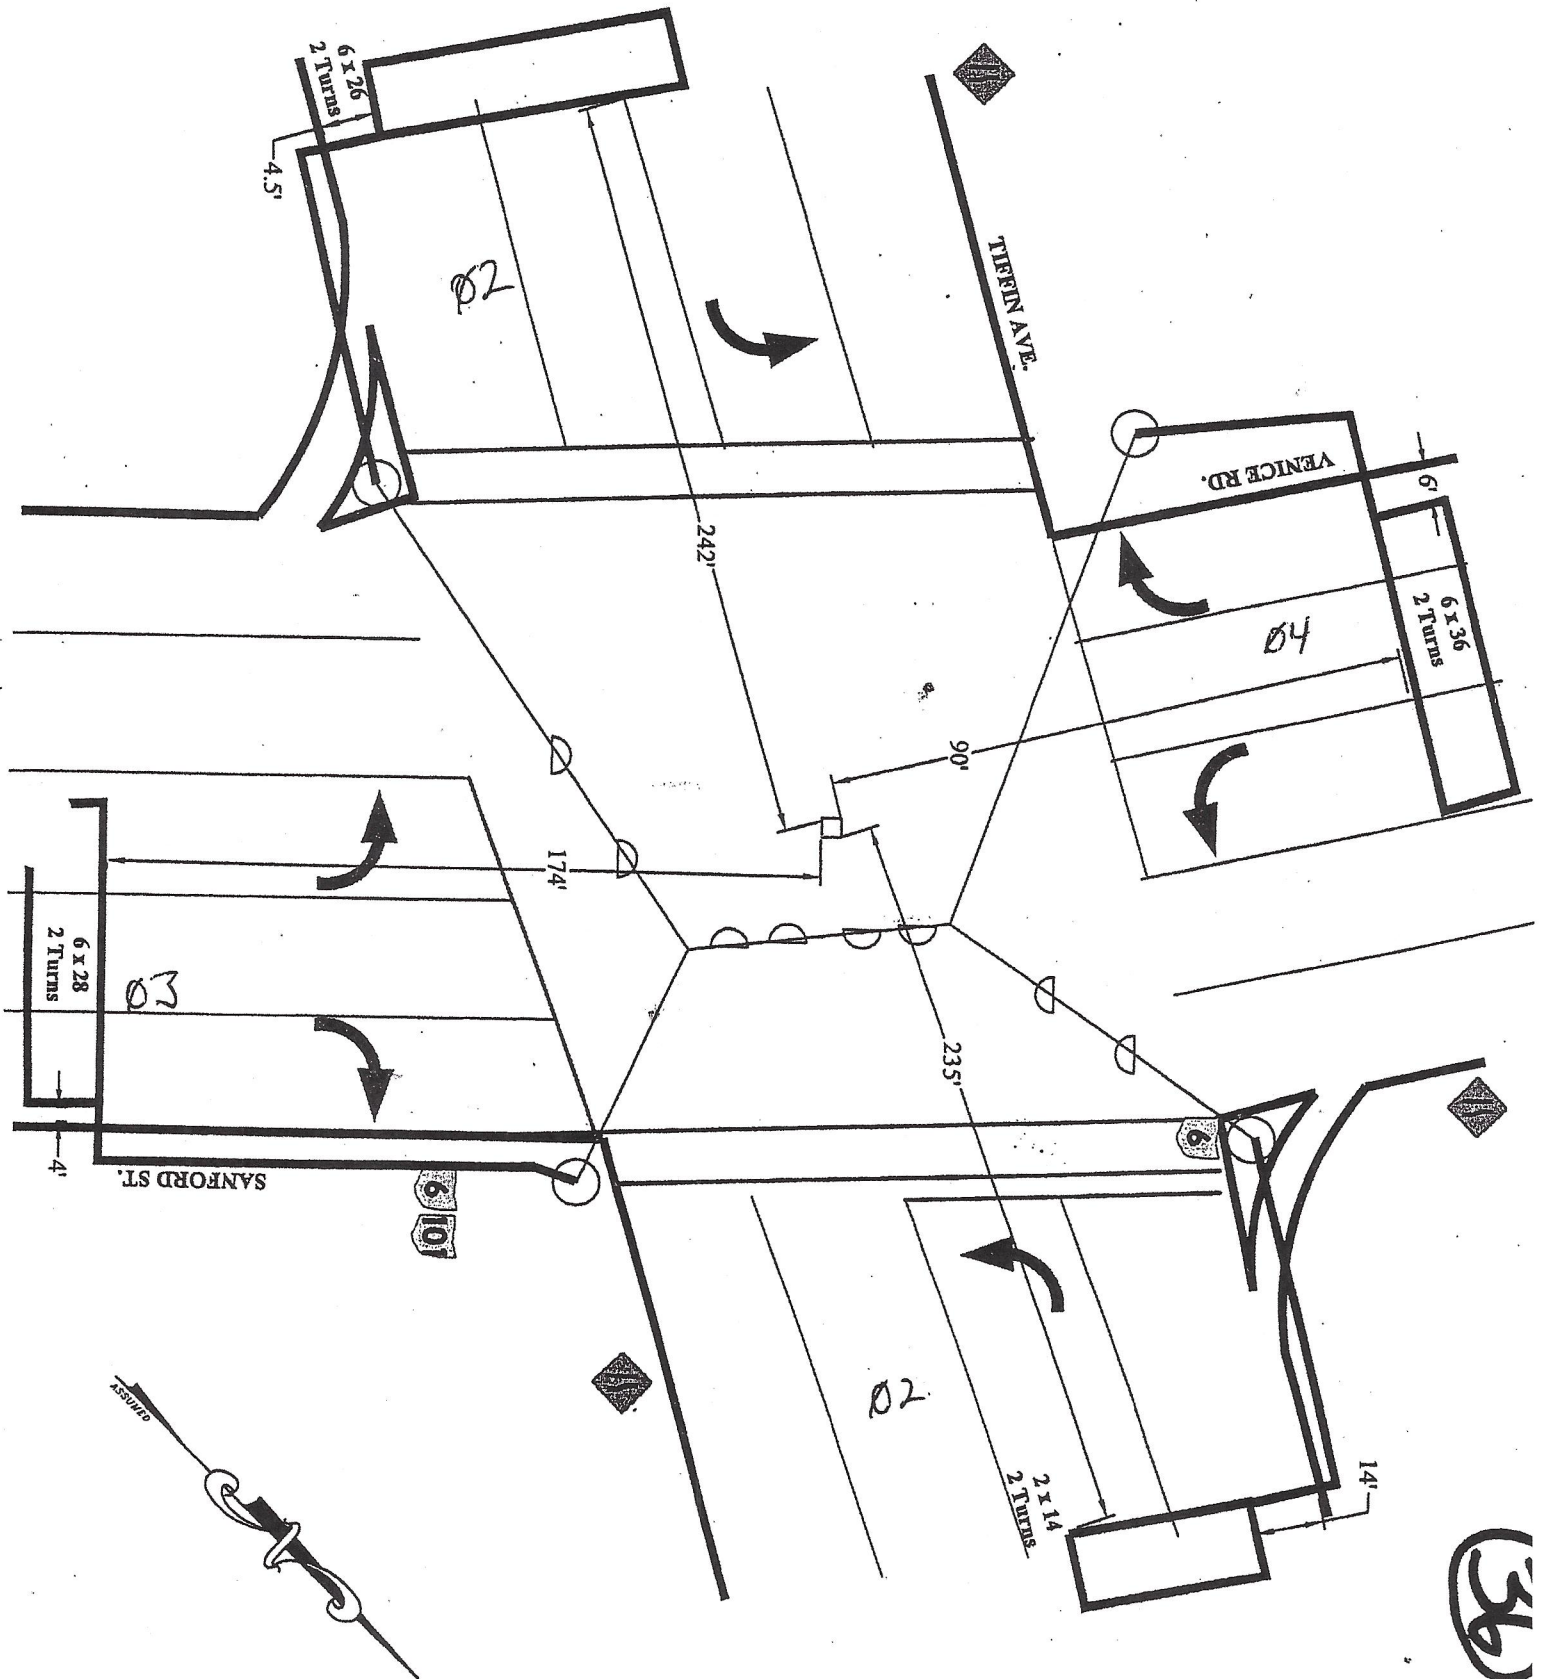 6 x 26
2 Turns
4.5'
Ø2
TIFFIN AVE.
VENICE RD.
6'
6 x 36
2 Turns
Ø4
242'
90'
174'
235'
6 x 28
2 Turns
Ø3
4'
SANFORD ST.
6
6
101
Ø2
2 x 14
2 Turns
14'
ASSUMED
36